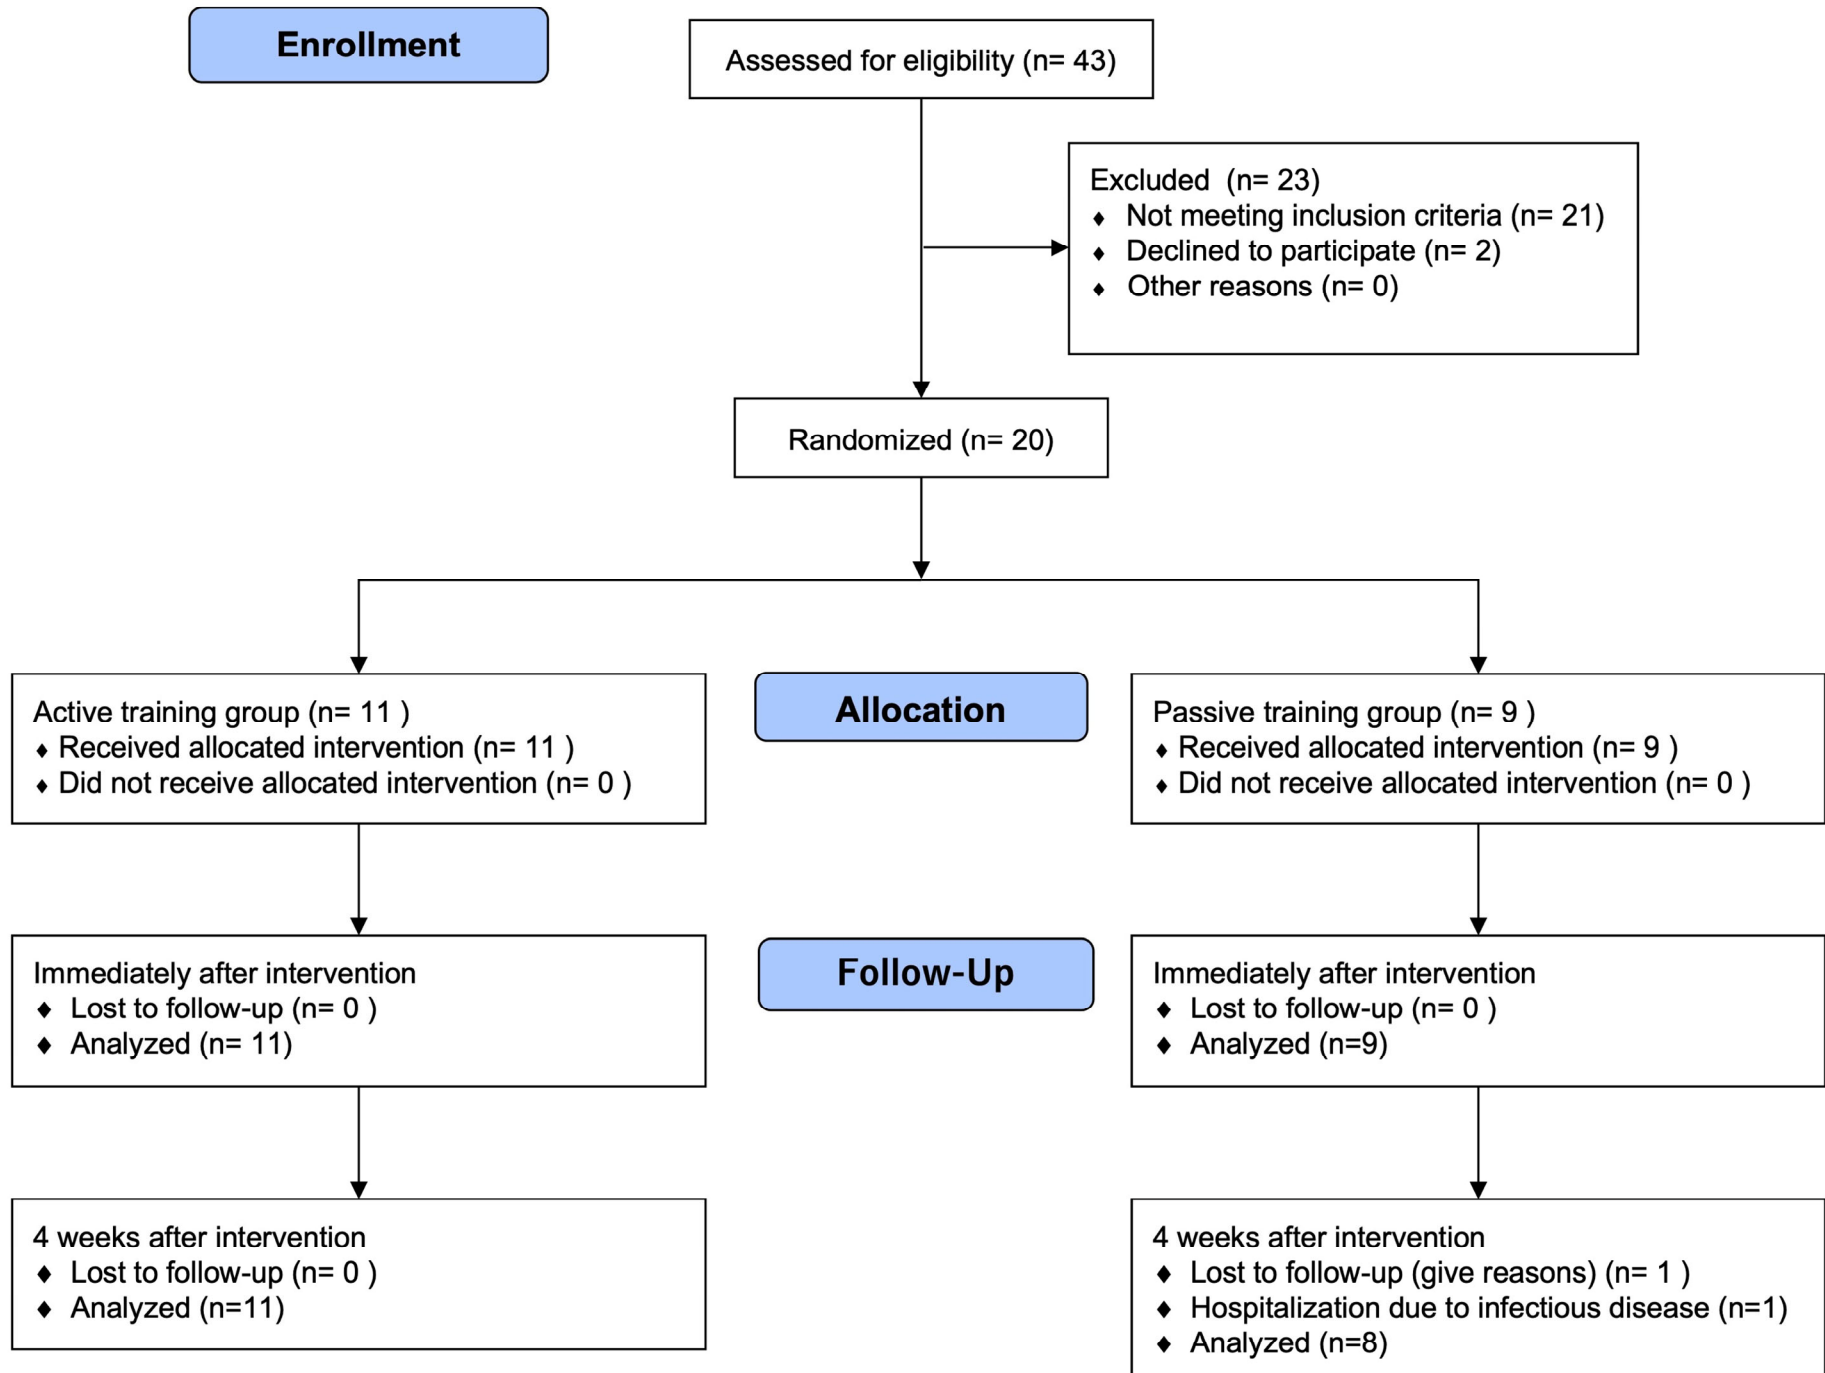 Enrollment
Assessed for eligibility (n= 43)
Excluded  (n= 23)
♦ Not meeting inclusion criteria (n= 21)
♦ Declined to participate (n= 2)
♦ Other reasons (n= 0)
Randomized (n= 20)
Allocation
Active training group (n= 11 )
♦ Received allocated intervention (n= 11 )
♦ Did not receive allocated intervention (n= 0 )
Passive training group (n= 9 )
♦ Received allocated intervention (n= 9 )
♦ Did not receive allocated intervention (n= 0 )
Follow-Up
Immediately after intervention
♦ Lost to follow-up (n= 0 )
♦ Analyzed (n= 11)
Immediately after intervention
♦ Lost to follow-up (n= 0 )
♦ Analyzed (n=9)
4 weeks after intervention
♦ Lost to follow-up (n= 0 )
♦ Analyzed (n=11)
4 weeks after intervention
♦ Lost to follow-up (give reasons) (n= 1 )
♦ Hospitalization due to infectious disease (n=1)
♦ Analyzed (n=8)